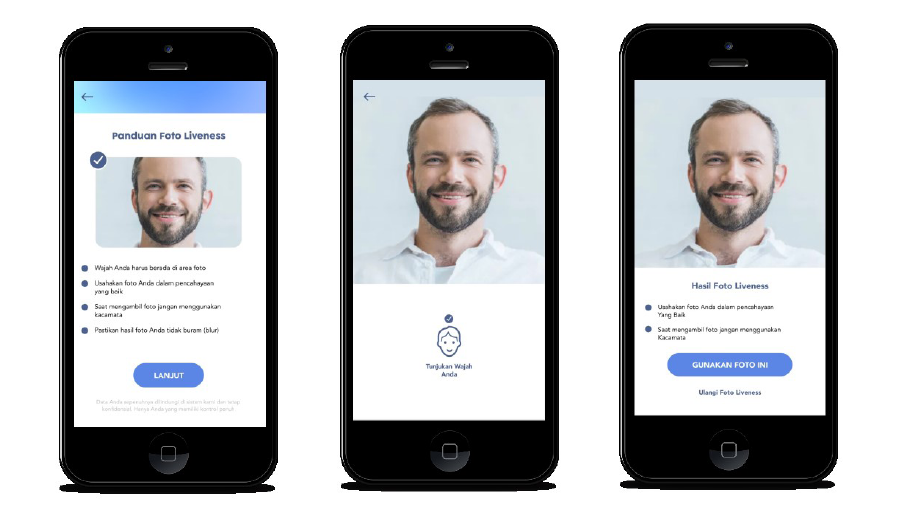 Panduan Foto Liveness
Wajah Anda harus berada di area foto
Usahakan foto Anda dalam pencahayaan
yang baik
Saat mengambil foto jangan menggunakan
kacamata
Pastikan hasil foto Anda tidak buram (blur)
LANJUT
Data Anda sepenuhnya dilindungi di sistem kami dan tetap
konfidensial. Hanya Anda yang memiliki kontrol penuh
Tunjukan Wajah
Anda
Hasil Foto Liveness
Usahakan foto Anda dalam pencahayaan
Yang Baik
Saat mengambil foto jangan menggunakan
Kacamata
GUNAKAN FOTO INI
Ulangi Foto Liveness